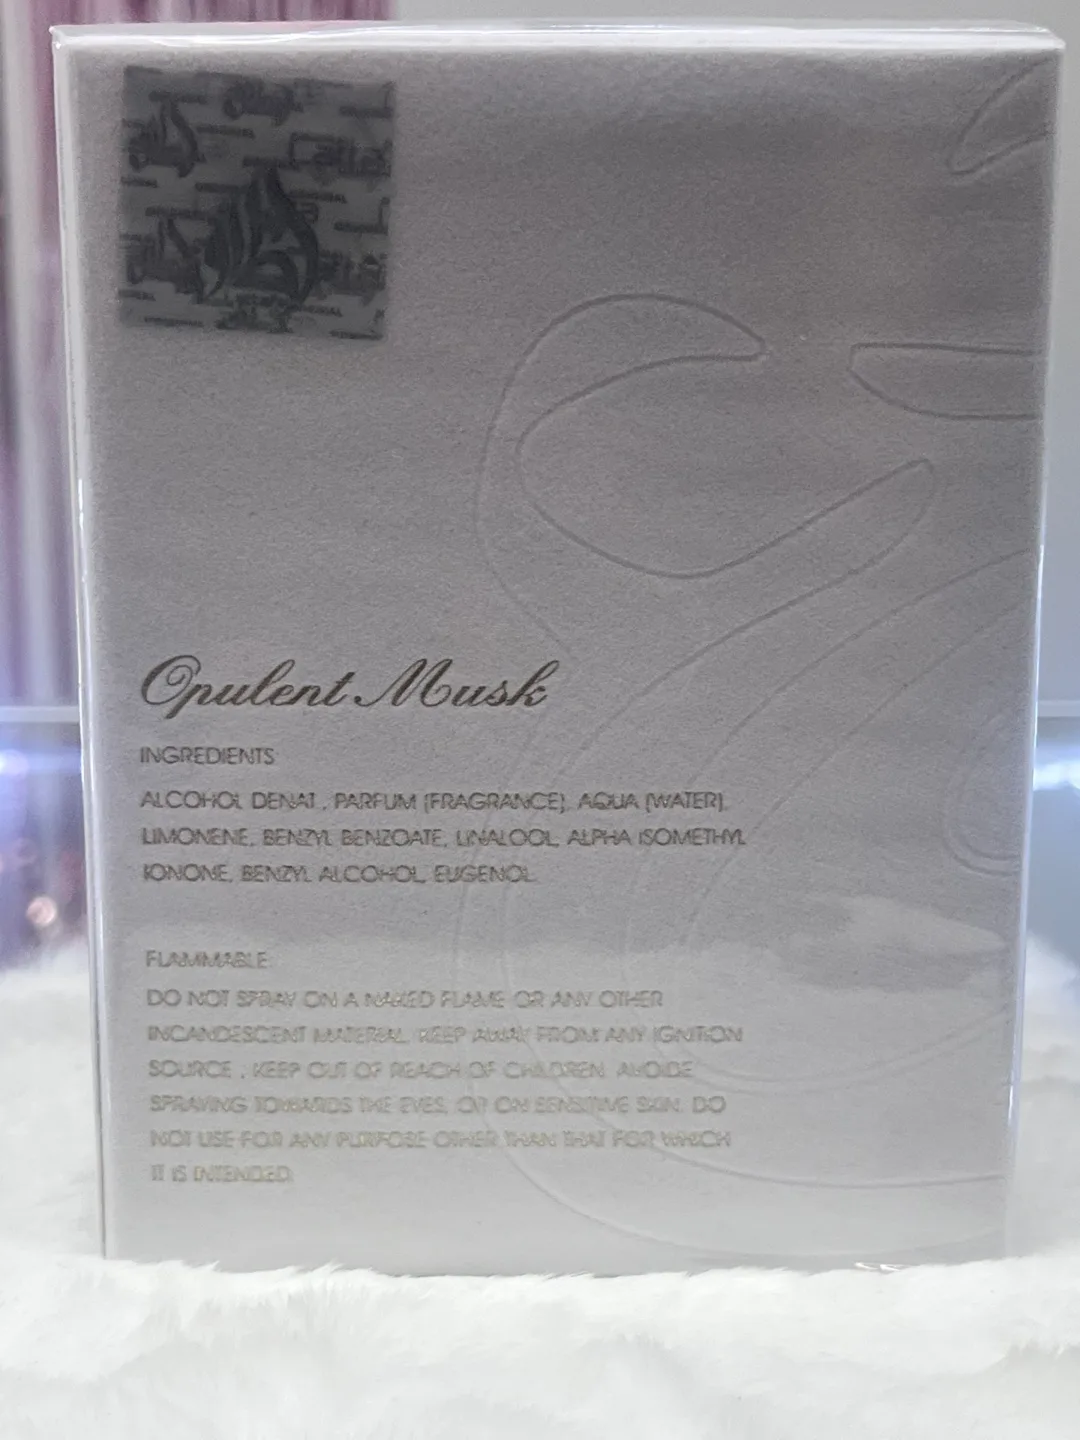 Opulent Musk
INGREDIENTS
ALCOHOL DENAT., PARFUM (FRAGRANCE), AQUA (WATER),
LIMONENE, BENZYL BENZOATE, LINALOOL, ALPHA ISOMETHYL
IONONE, BENZYL ALCOHOL, EUGENOL.
FLAMMABLE:
DO NOT SPRAY ON A NAKED FLAME OR ANY OTHER
INCANDESCENT MATERIAL. KEEP AWAY FROM ANY IGNITION
SOURCE , KEEP OUT OF REACH OF CHILDREN. AVOIDE
SPRAYING TOWARDS THE EYES, OR ON SENSITIVE SKIN. DO
NOT USE FOR ANY PURPOSE OTHER THAN THAT FOR WHICH
IT IS INTENDED.